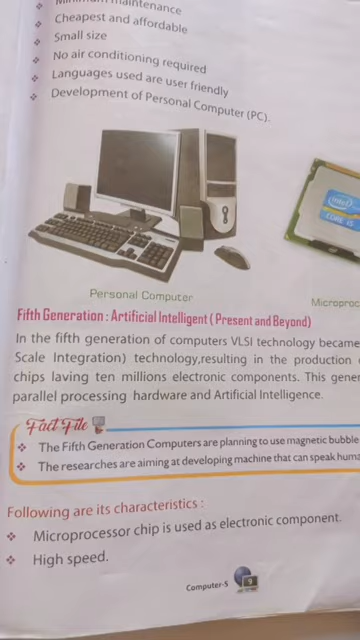 Minimum maintenance
❖ Cheapest and affordable
❖ Small size
❖ No air conditioning required
❖ Languages used are user friendly
❖ Development of Personal Computer (PC).
intel
CORE i5
Personal Computer
Microproc
Fifth Generation : Artificial Intelligent ( Present and Beyond)
In the fifth generation of computers VLSI technology became
Scale Integration) technology,resulting in the production
chips laving ten millions electronic components. This gener
parallel processing hardware and Artificial Intelligence.
Fact File
❖ The Fifth Generation Computers are planning to use magnetic bubble
❖ The researches are aiming at developing machine that can speak huma
Following are its characteristics :
❖ Microprocessor chip is used as electronic component.
❖ High speed.
Computer-5 9